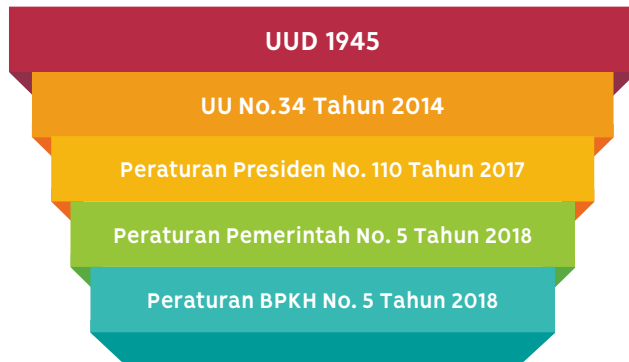 UUD 1945
UU No.34 Tahun 2014
Peraturan Presiden No. 110 Tahun 2017
Peraturan Pemerintah No. 5 Tahun 2018
Peraturan BPKH No. 5 Tahun 2018